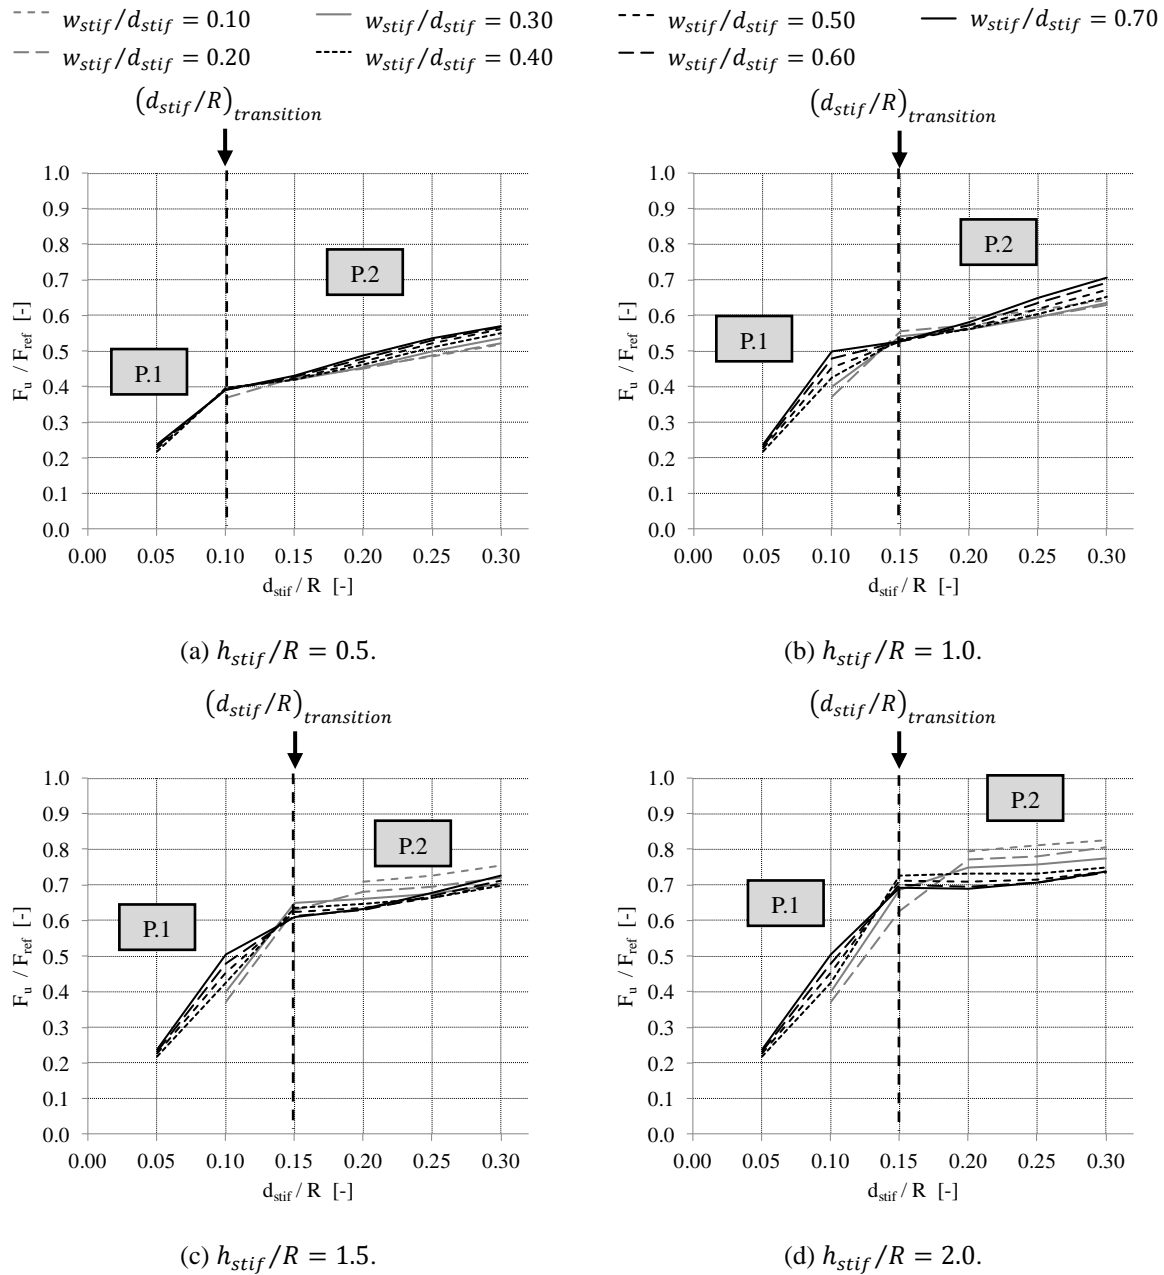 w_stif/d_stif = 0.10 w_stif/d_stif = 0.30 w_stif/d_stif = 0.50 w_stif/d_stif = 0.70
w_stif/d_stif = 0.20 w_stif/d_stif = 0.40 w_stif/d_stif = 0.60
(d_stif/R)_transition (d_stif/R)_transition
1.0
0.9
0.8
0.7
0.6
0.5
0.4
0.3
0.2
0.1
0.0
F_u / F_ref [-]
P.1
P.2
0.00 0.05 0.10 0.15 0.20 0.25 0.30
d_stif / R [-]
(a) h_stif/R = 0.5.
1.0
0.9
0.8
0.7
0.6
0.5
0.4
0.3
0.2
0.1
0.0
F_u / F_ref [-]
P.1
P.2
0.00 0.05 0.10 0.15 0.20 0.25 0.30
d_stif / R [-]
(b) h_stif/R = 1.0.
(d_stif/R)_transition (d_stif/R)_transition
1.0
0.9
0.8
0.7
0.6
0.5
0.4
0.3
0.2
0.1
0.0
F_u / F_ref [-]
P.1
P.2
0.00 0.05 0.10 0.15 0.20 0.25 0.30
d_stif / R [-]
(c) h_stif/R = 1.5.
1.0
0.9
0.8
0.7
0.6
0.5
0.4
0.3
0.2
0.1
0.0
F_u / F_ref [-]
P.1
P.2
0.00 0.05 0.10 0.15 0.20 0.25 0.30
d_stif / R [-]
(d) h_stif/R = 2.0.